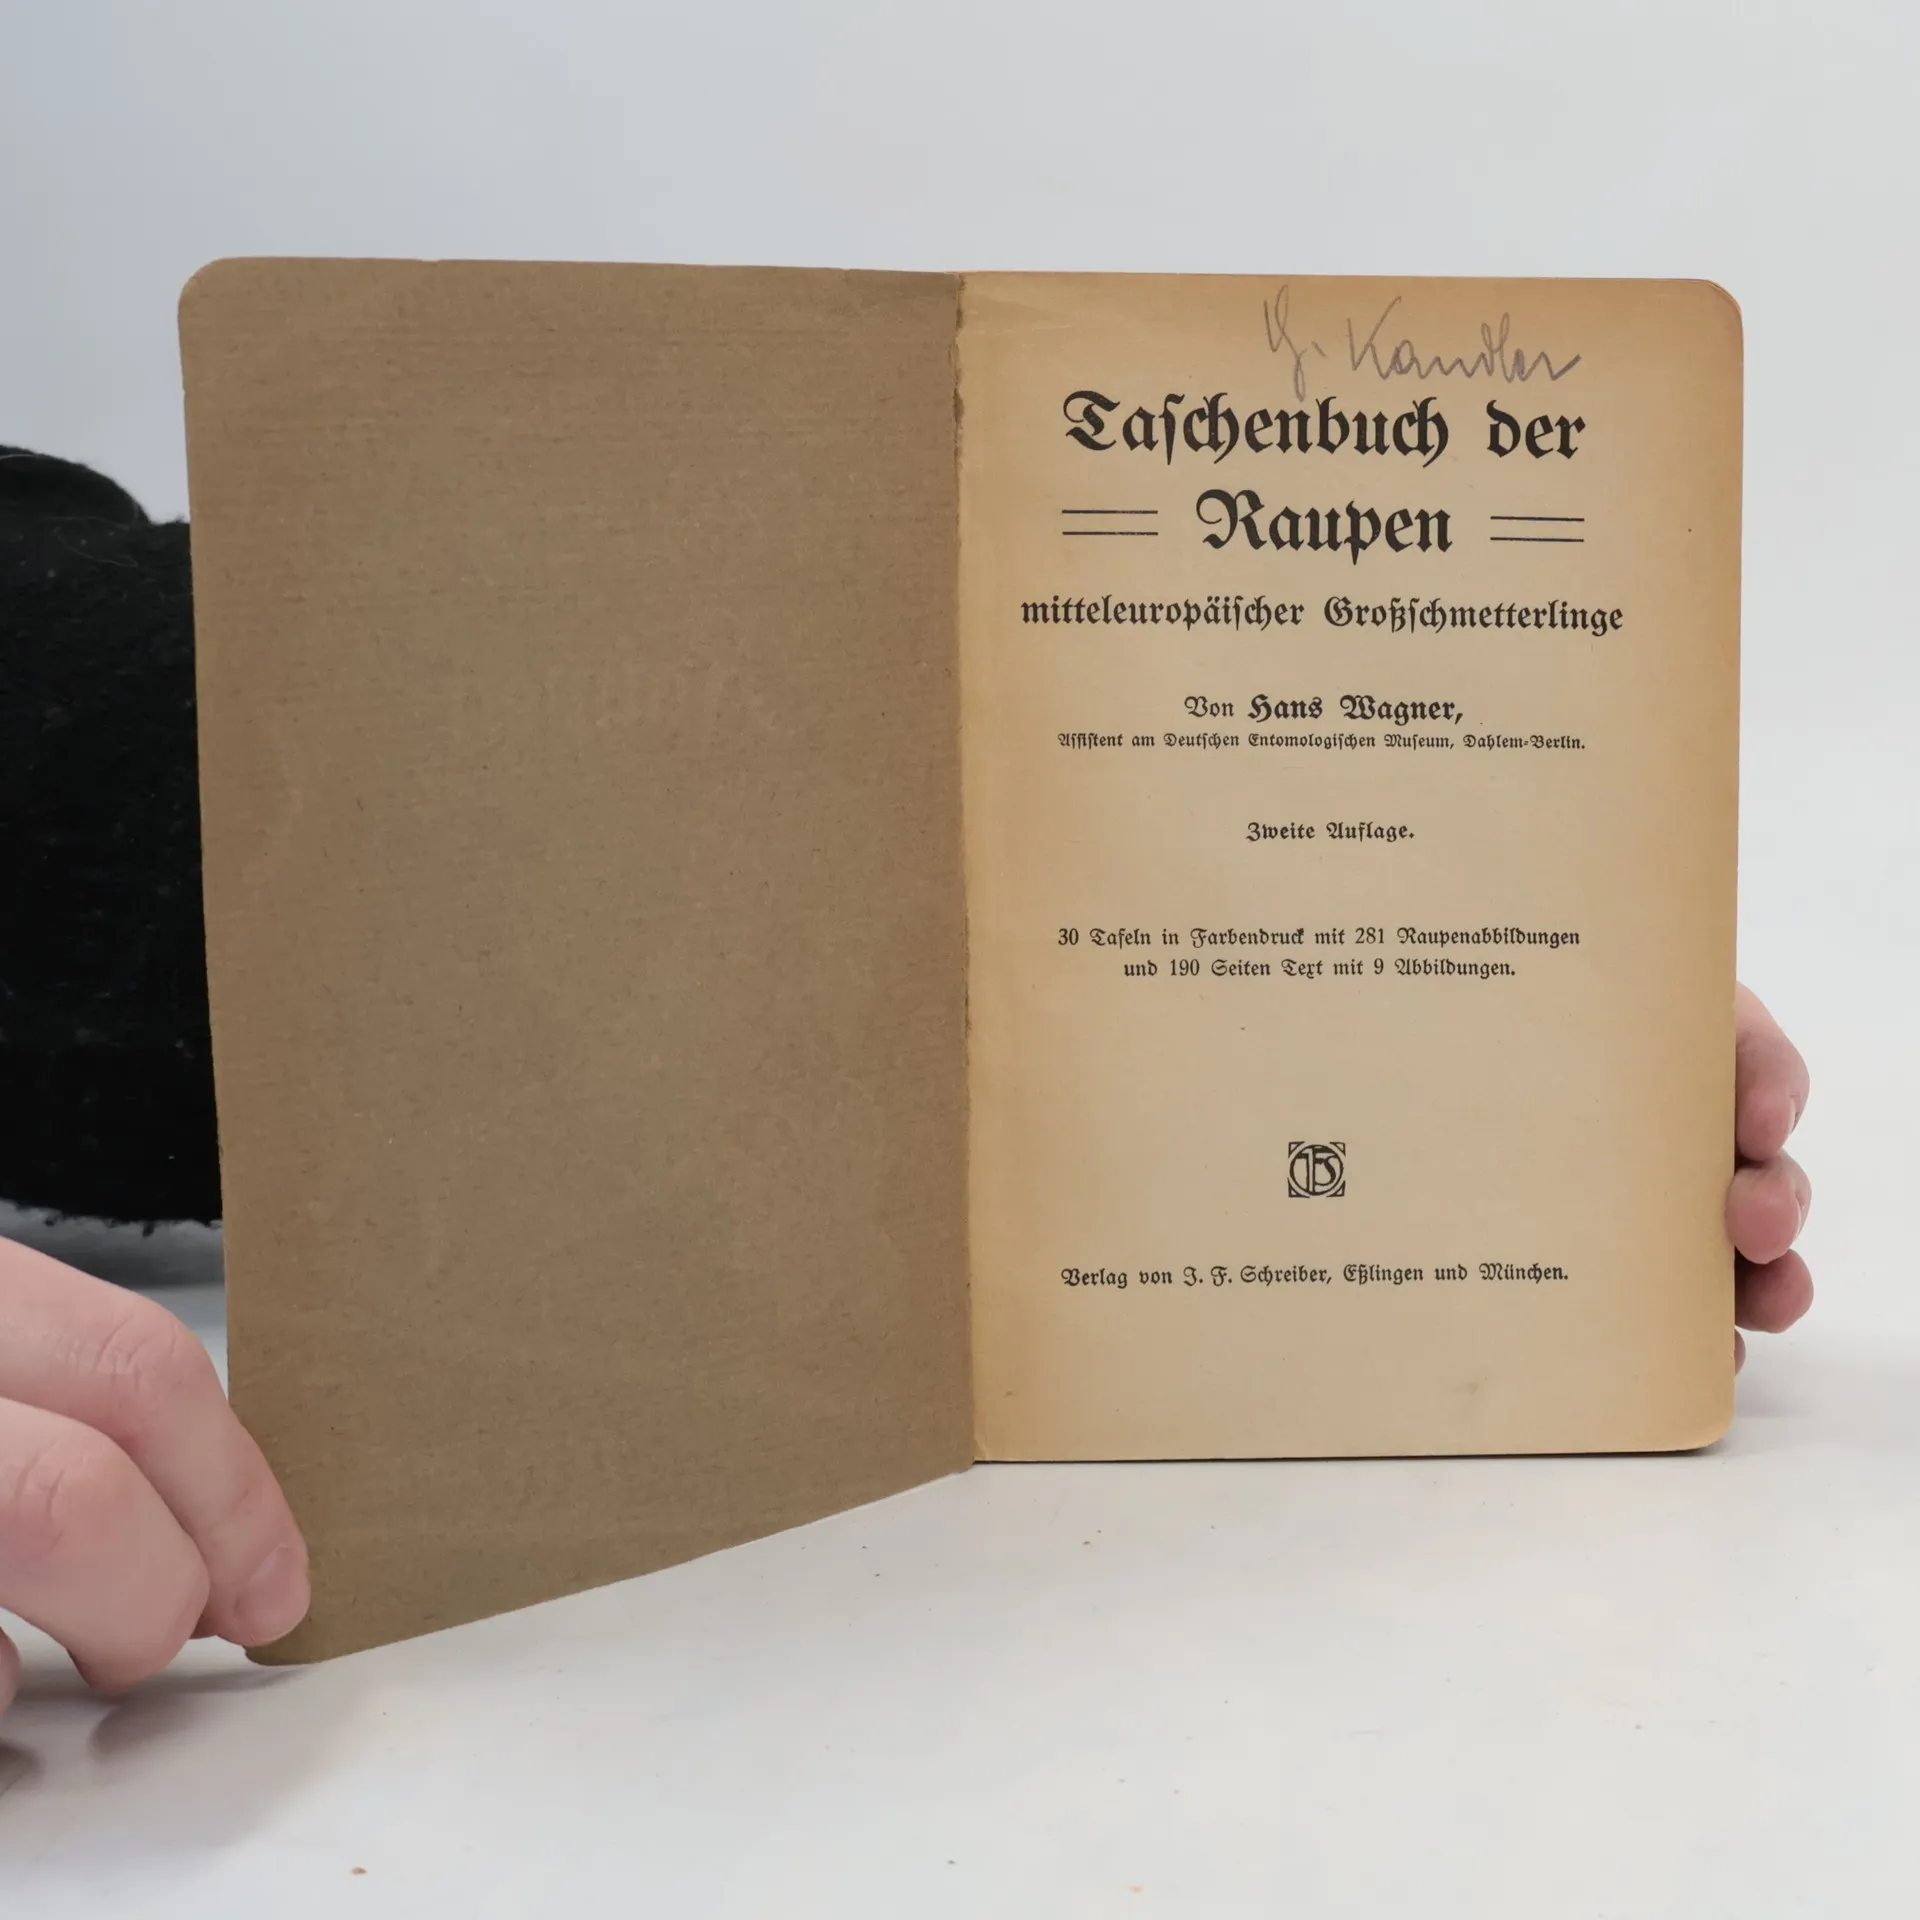 G. Kandler
Taschenbuch der
Raupen
mitteleuropäischer Großschmetterlinge
Von Hans Wagner,
Assistent am Deutschen Entomologischen Museum, Dahlem-Berlin.
Zweite Auflage.
30 Tafeln in Farbendruck mit 281 Raupenabbildungen
und 190 Seiten Text mit 9 Abbildungen.
Verlag von J. F. Schreiber, Eßlingen und München.